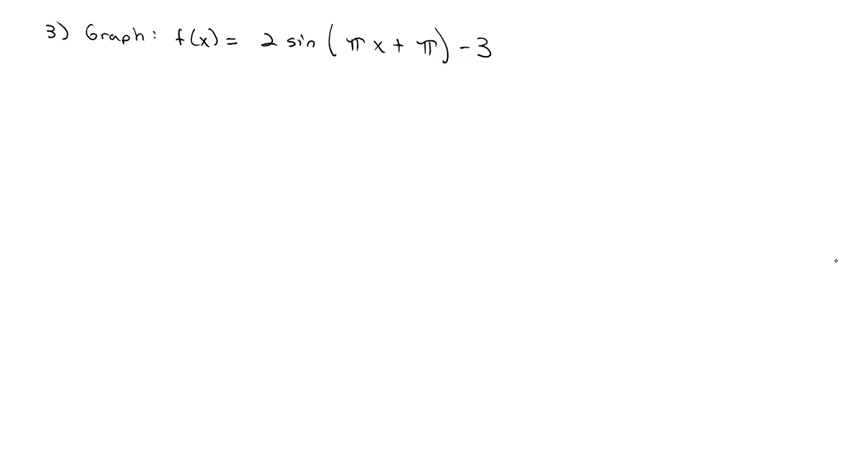 3) Graph: f(x) = 2 sin(πx + π) - 3